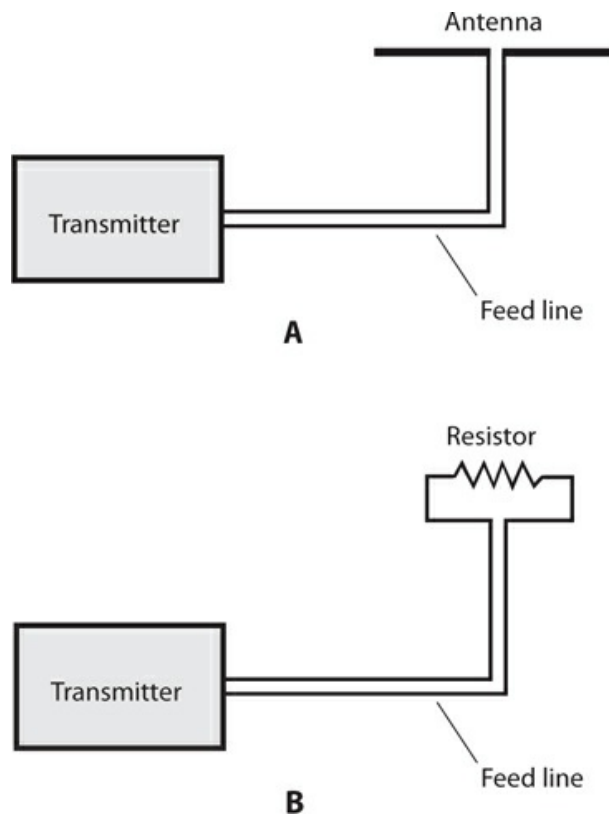 Antenna
Transmitter
Feed line
A
Resistor
Transmitter
Feed line
B